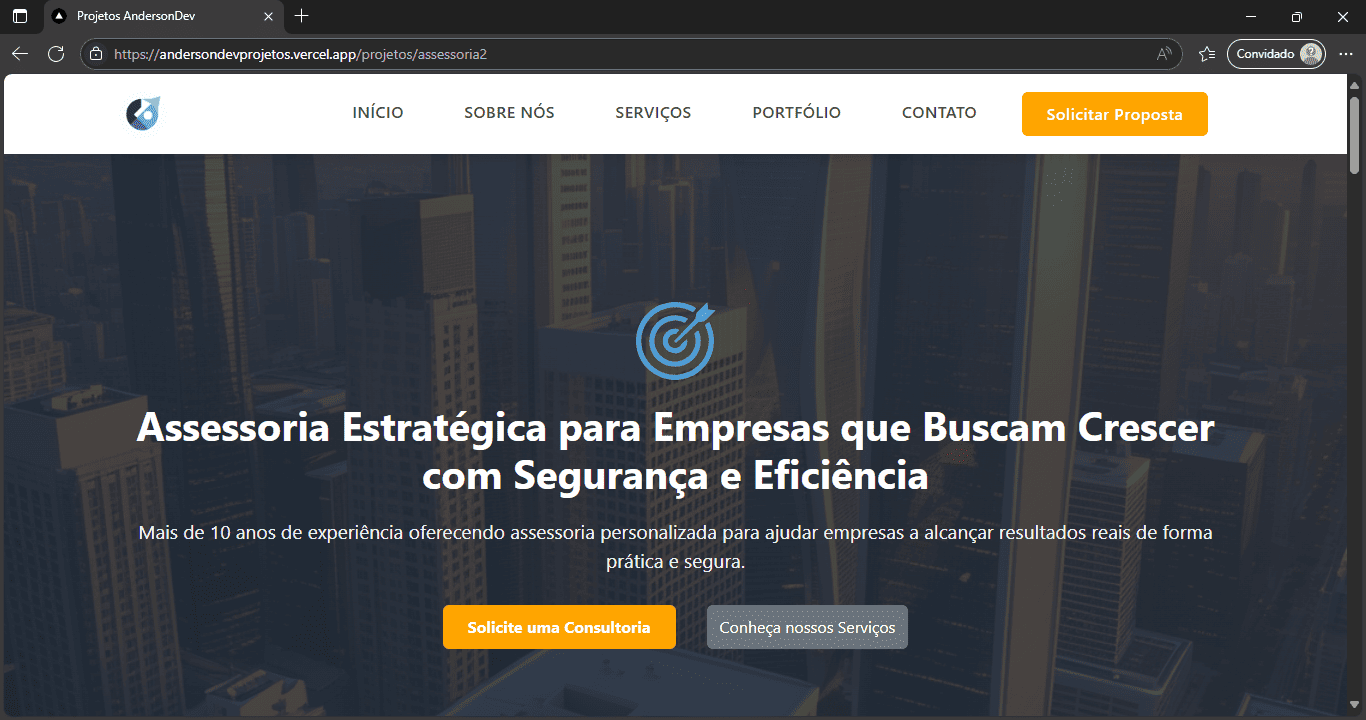 Projetos AndersonDev
https://andersondevprojetos.vercel.app/projetos/assessoria2
Convidado
INÍCIO
SOBRE NÓS
SERVIÇOS
PORTFÓLIO
CONTATO
Solicitar Proposta
Assessoria Estratégica para Empresas que Buscam Crescer
com Segurança e Eficiência
Mais de 10 anos de experiência oferecendo assessoria personalizada para ajudar empresas a alcançar resultados reais de forma
prática e segura.
Solicite uma Consultoria
Conheça nossos Serviços